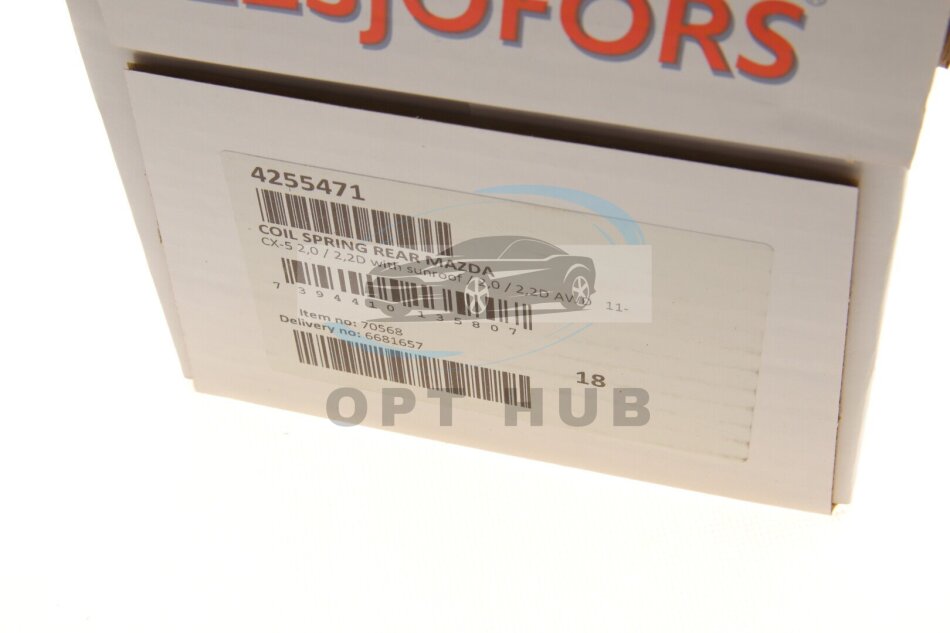 LESJOFORS®
4255471
COIL SPRING REAR MAZDA
CX-5 2,0 / 2,2D with sunroof / 2,0 / 2,2D AWD 11-
7 394410 135807
Item no: 70568
Delivery no: 6681657
18
OPT HUB